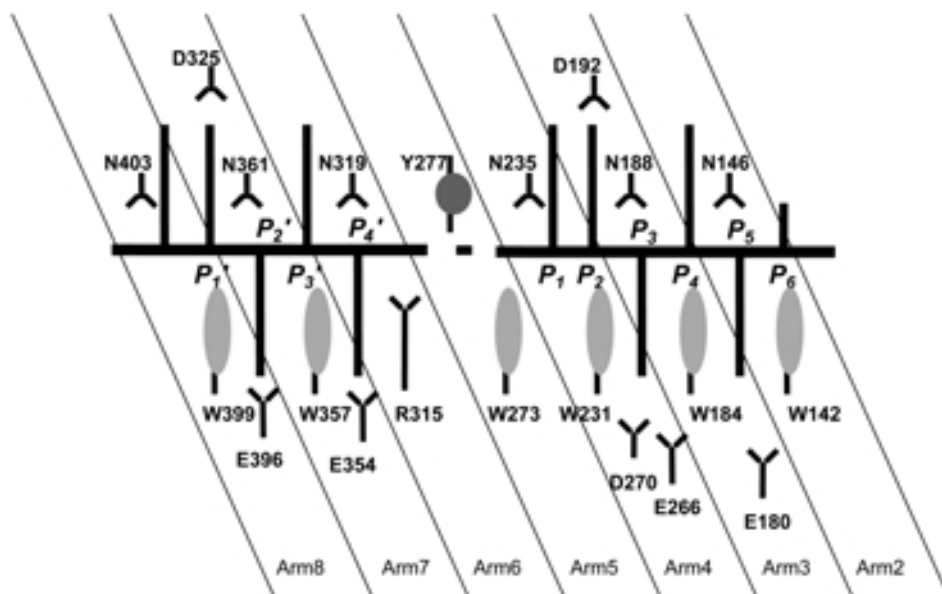 D325 D192
N403 N361 N319 Y277 N235 N188 N146
P2' P4' P3 P5
P1' P3' P1 P2 P4 P6
W399 W357 R315 W273 W231 W184 W142
E396 E354 D270
E266 E180
Arm8 Arm7 Arm6 Arm5 Arm4 Arm3 Arm2